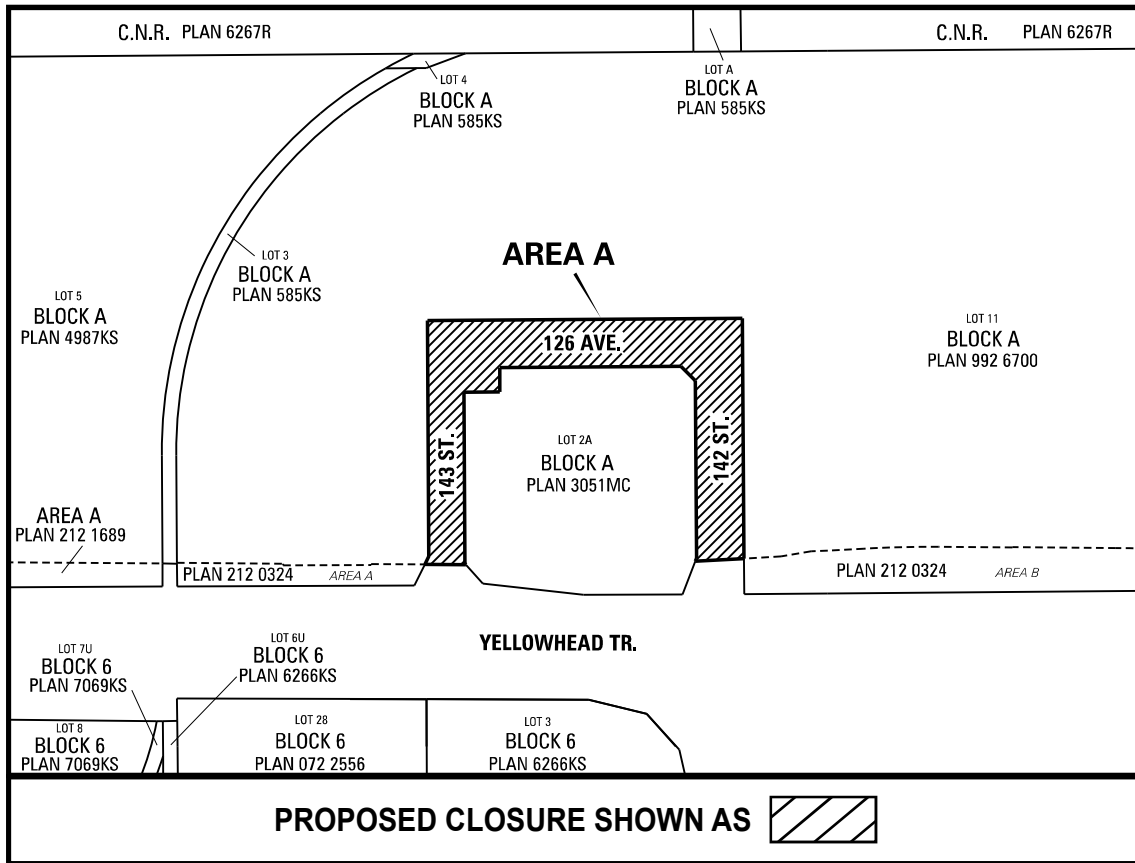 C.N.R. PLAN 6267R
C.N.R. PLAN 6267R
LOT 4
BLOCK A
PLAN 585KS
LOT A
BLOCK A
PLAN 585KS
LOT 3
BLOCK A
PLAN 585KS
AREA A
LOT 5
BLOCK A
PLAN 4987KS
126 AVE.
LOT 11
BLOCK A
PLAN 992 6700
143 ST.
LOT 2A
BLOCK A
PLAN 3051MC
142 ST.
AREA A
PLAN 212 1689
PLAN 212 0324 AREA A
PLAN 212 0324 AREA B
YELLOWHEAD TR.
LOT 7U
BLOCK 6
PLAN 7069KS
LOT 6U
BLOCK 6
PLAN 6266KS
LOT 8
BLOCK 6
PLAN 7069KS
LOT 28
BLOCK 6
PLAN 072 2556
LOT 3
BLOCK 6
PLAN 6266KS
PROPOSED CLOSURE SHOWN AS